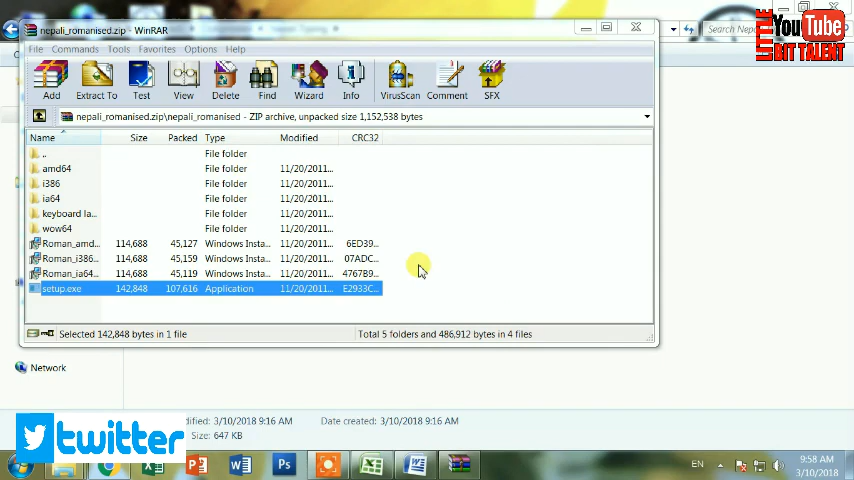 nepali_romanised.zip - WinRAR
Search Nep
YouTube
LITTLE
BIT TALENT
File Commands Tools Favorites Options Help
Add Extract To Test View Delete Find Wizard Info VirusScan Comment SFX
nepali_romanised.zip\nepali_romanised - ZIP archive, unpacked size 1,152,538 bytes
Name Size Packed Type Modified CRC32
.. File folder
amd64 File folder 11/20/2011...
i386 File folder 11/20/2011...
ia64 File folder 11/20/2011...
keyboard la... File folder 11/20/2011...
wow64 File folder 11/20/2011...
Roman_amd... 114,688 45,127 Windows Insta... 11/20/2011... 6ED39...
Roman_i386... 114,688 45,159 Windows Insta... 11/20/2011... 07ADC...
Roman_ia64... 114,688 45,119 Windows Insta... 11/20/2011... 4767B9...
setup.exe 142,848 107,616 Application 11/20/2011... E2933C...
Selected 142,848 bytes in 1 file Total 5 folders and 486,912 bytes in 4 files
Network
dified: 3/10/2018 9:16 AM Date created: 3/10/2018 9:16 AM
Size: 647 KB
twitter
EN
9:58 AM
3/10/2018